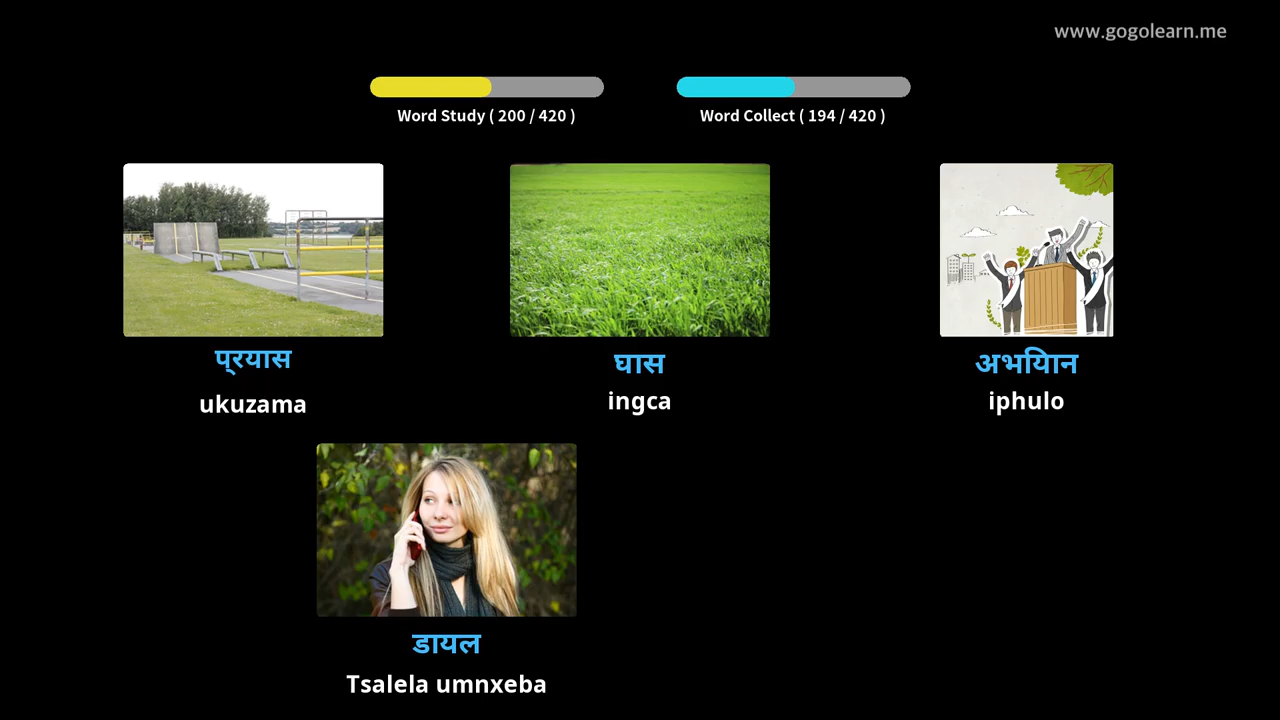 www.gogolearn.me
Word Study ( 200 / 420 )
Word Collect ( 194 / 420 )
प्रयास
घास
अभियान
ukuzama
ingca
iphulo
डायल
Tsalela umnxeba